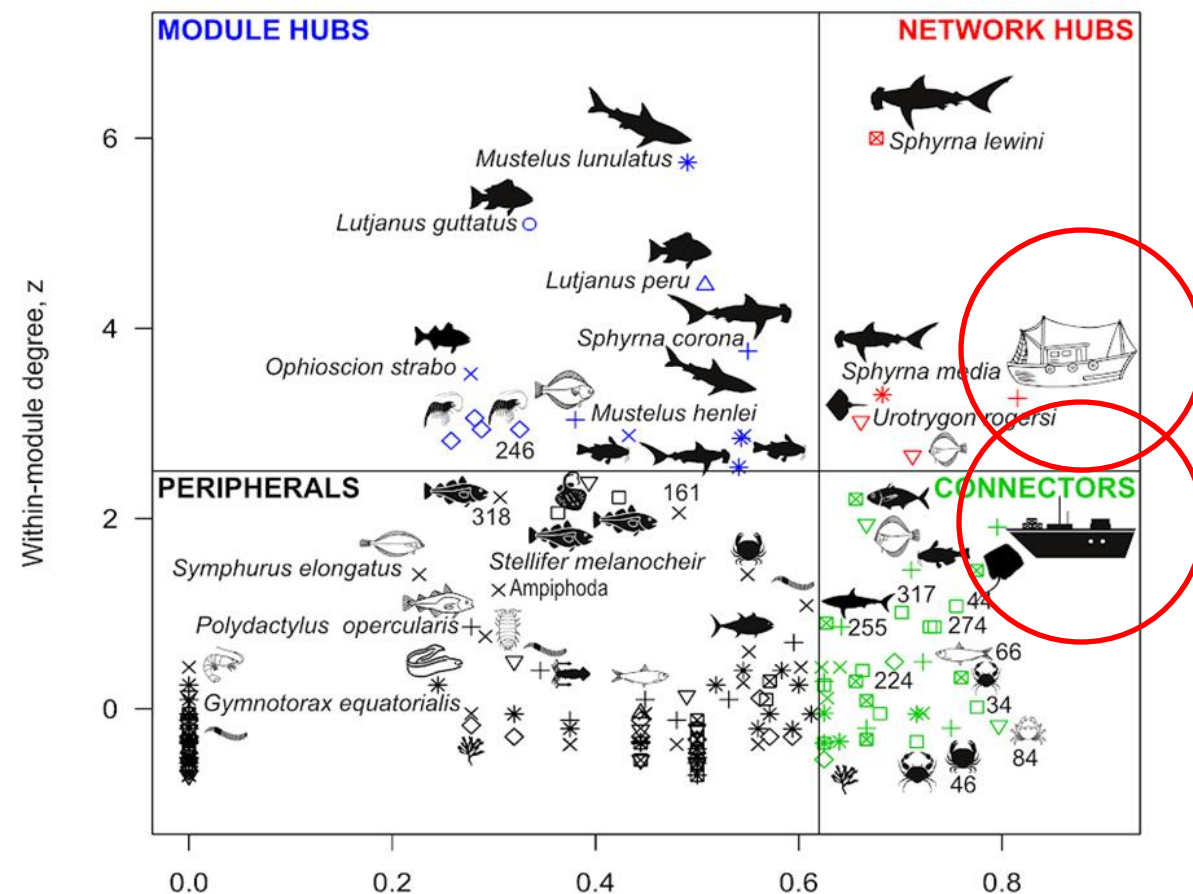 MODULE HUBS
NETWORK HUBS
6
Sphyrna lewini
Mustelus lunulatus
Lutjanus guttatus
Lutjanus peru
4
Sphyrna corona
Ophioscion strabo
Sphyrna media
Mustelus henlei
Urotrygon rogersi
246
Within-module degree, z
PERIPHERALS
CONNECTORS
2
318
161
Stellifer melanocheir
Symphurus elongatus
Ampiphoda
317
44
Polydactylus opercularis
255
274
66
224
Gymnotorax equatorialis
34
0
84
46
0.0
0.2
0.4
0.6
0.8